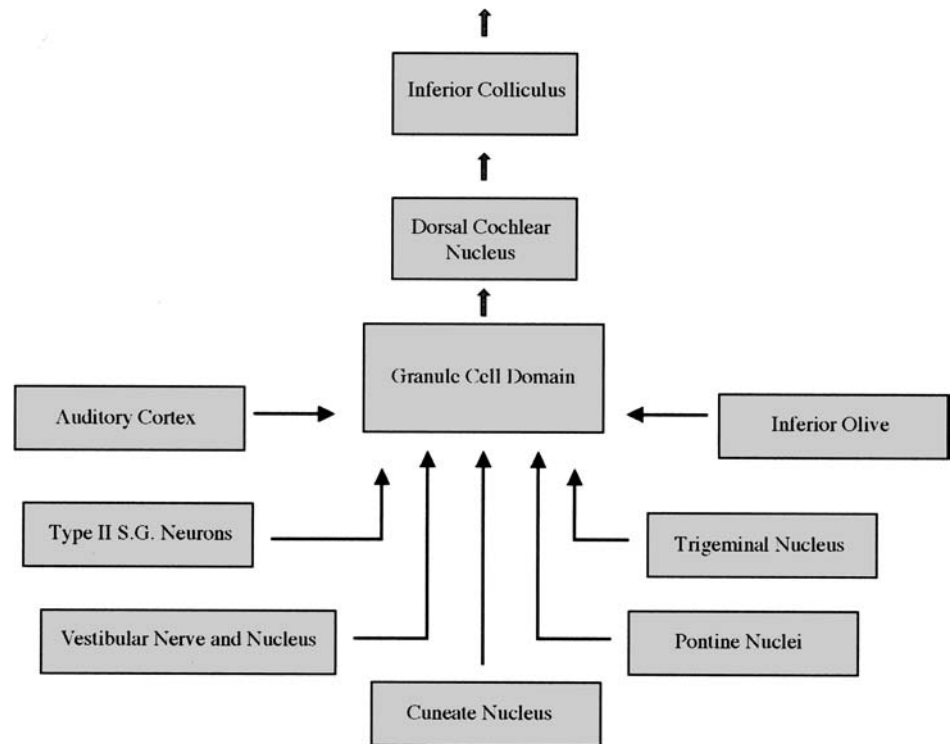 Inferior Colliculus
Dorsal Cochlear
Nucleus
Granule Cell Domain
Auditory Cortex
Inferior Olive
Type II S.G. Neurons
Trigeminal Nucleus
Vestibular Nerve and Nucleus
Pontine Nuclei
Cuneate Nucleus